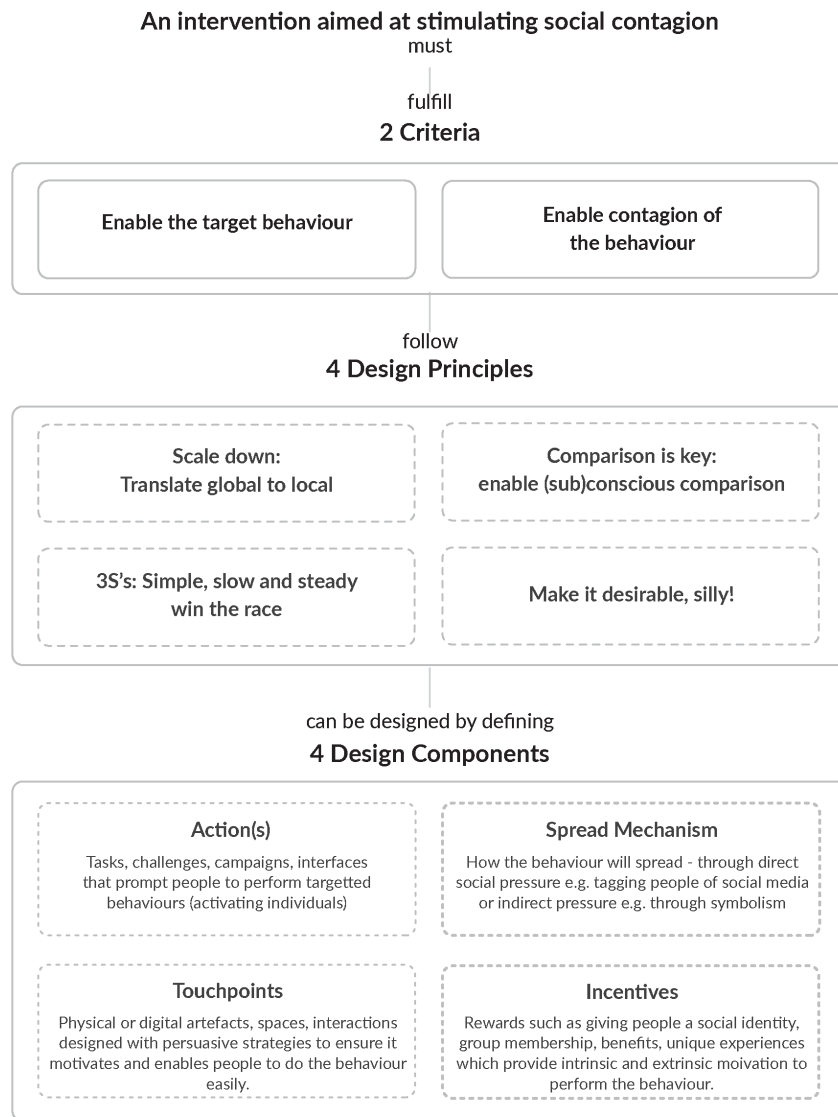 An intervention aimed at stimulating social contagion
must
fulfill
2 Criteria
Enable the target behaviour
Enable contagion of
the behaviour
follow
4 Design Principles
Scale down:
Translate global to local
Comparison is key:
enable (sub)conscious comparison
3S's: Simple, slow and steady
win the race
Make it desirable, silly!
can be designed by defining
4 Design Components
Action(s)
Tasks, challenges, campaigns, interfaces
that prompt people to perform targetted
behaviours (activating individuals)
Spread Mechanism
How the behaviour will spread - through direct
social pressure e.g. tagging people of social media
or indirect pressure e.g. through symbolism
Touchpoints
Physical or digital artefacts, spaces, interactions
designed with persuasive strategies to ensure it
motivates and enables people to do the behaviour
easily.
Incentives
Rewards such as giving people a social identity,
group membership, benefits, unique experiences
which provide intrinsic and extrinsic moivation to
perform the behaviour.